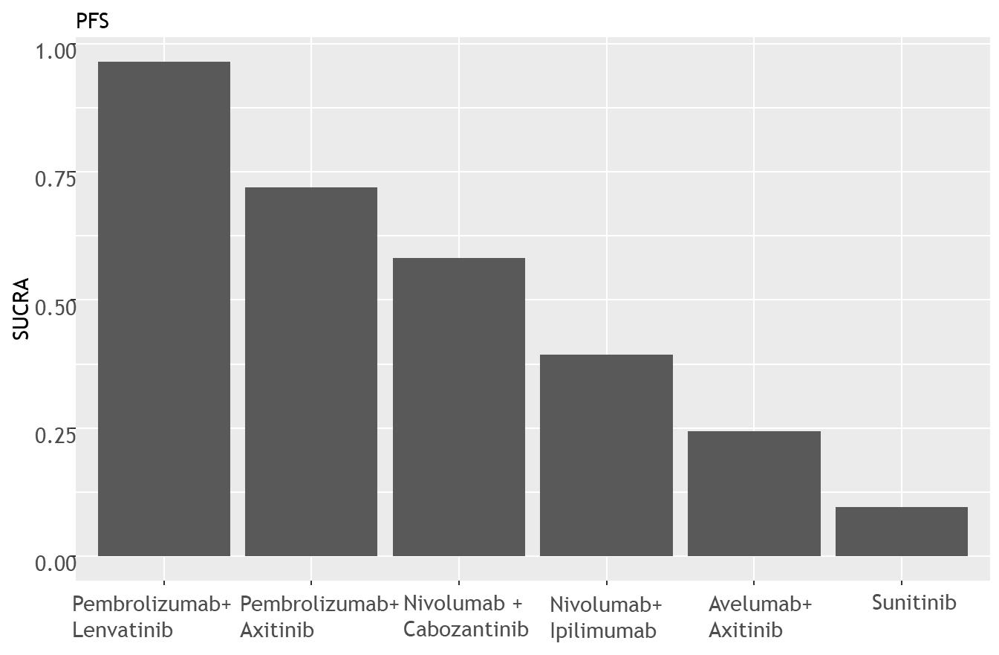 PFS
1.00
0.75
0.50
0.25
0.00
SUCRA
Pembrolizumab+
Lenvatinib
Pembrolizumab+
Axitinib
Nivolumab +
Cabozantinib
Nivolumab+
Ipilimumab
Avelumab+
Axitinib
Sunitinib